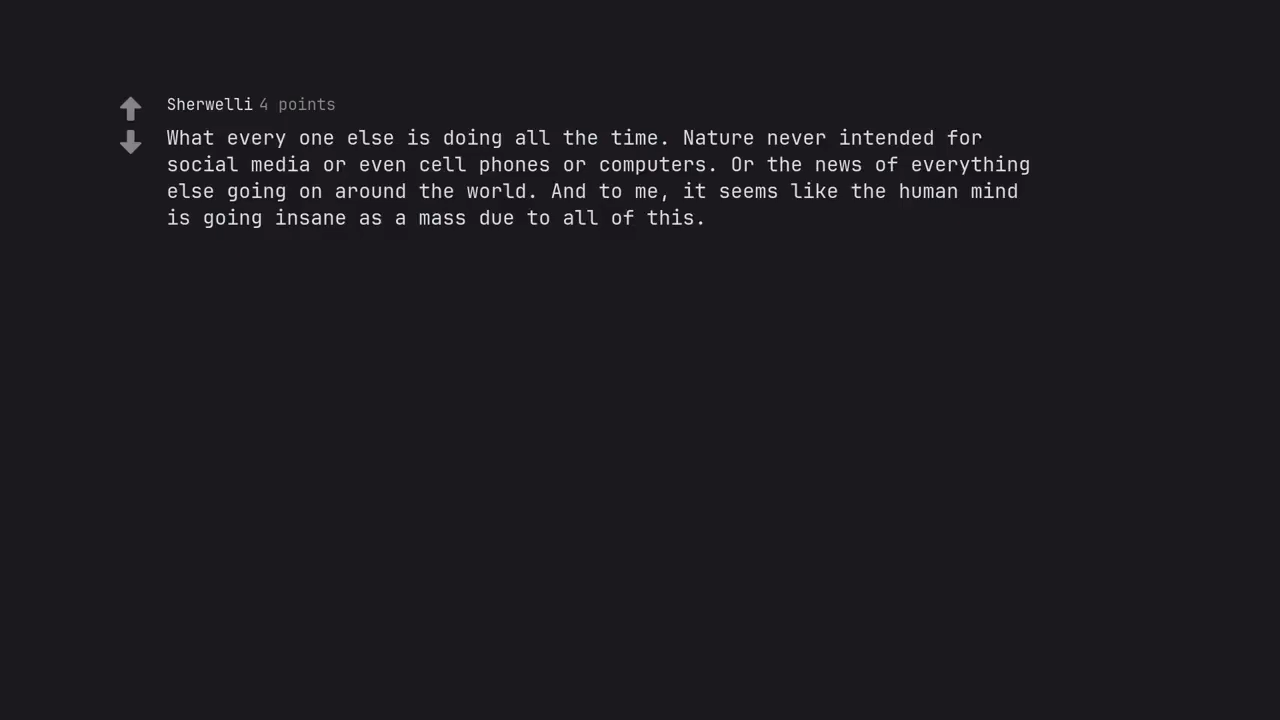 Sherwelli 4 points
What every one else is doing all the time. Nature never intended for
social media or even cell phones or computers. Or the news of everything
else going on around the world. And to me, it seems like the human mind
is going insane as a mass due to all of this.